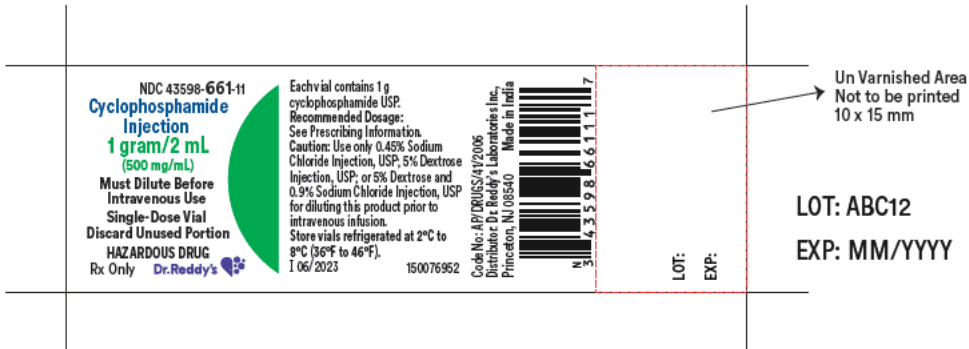 NDC 43598-661-11
Cyclophosphamide
Injection
1 gram/2 mL
(500 mg/mL)
Must Dilute Before
Intravenous Use
Single-Dose Vial
Discard Unused Portion
HAZARDOUS DRUG
Rx Only Dr.Reddy's
Each vial contains 1 g
cyclophosphamide USP.
Recommended Dosage:
See Prescribing Information.
Caution: Use only 0.45% Sodium
Chloride Injection, USP; 5% Dextrose
Injection, USP; or 5% Dextrose and
0.9% Sodium Chloride Injection, USP
for diluting this product prior to
intravenous infusion.
Store vials refrigerated at 2°C to
8°C (36°F to 46°F).
I 06/2023 150076952
Code No: AP/DRUGS/41/2006
Distributor: Dr. Reddy's Laboratories Inc.,
Princeton, NJ 08540 Made in India
N
3 43598 66111 7
LOT:
EXP:
Un Varnished Area
Not to be printed
10 x 15 mm
LOT: ABC12
EXP: MM/YYYY